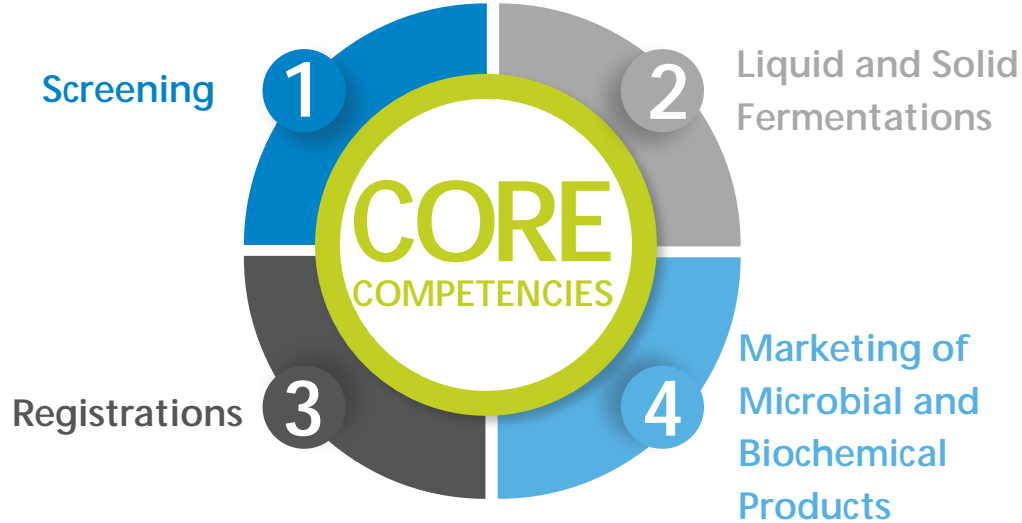 Screening
1
2
Liquid and Solid
Fermentations
CORE
COMPETENCIES
Registrations
3
4
Marketing of
Microbial and
Biochemical
Products